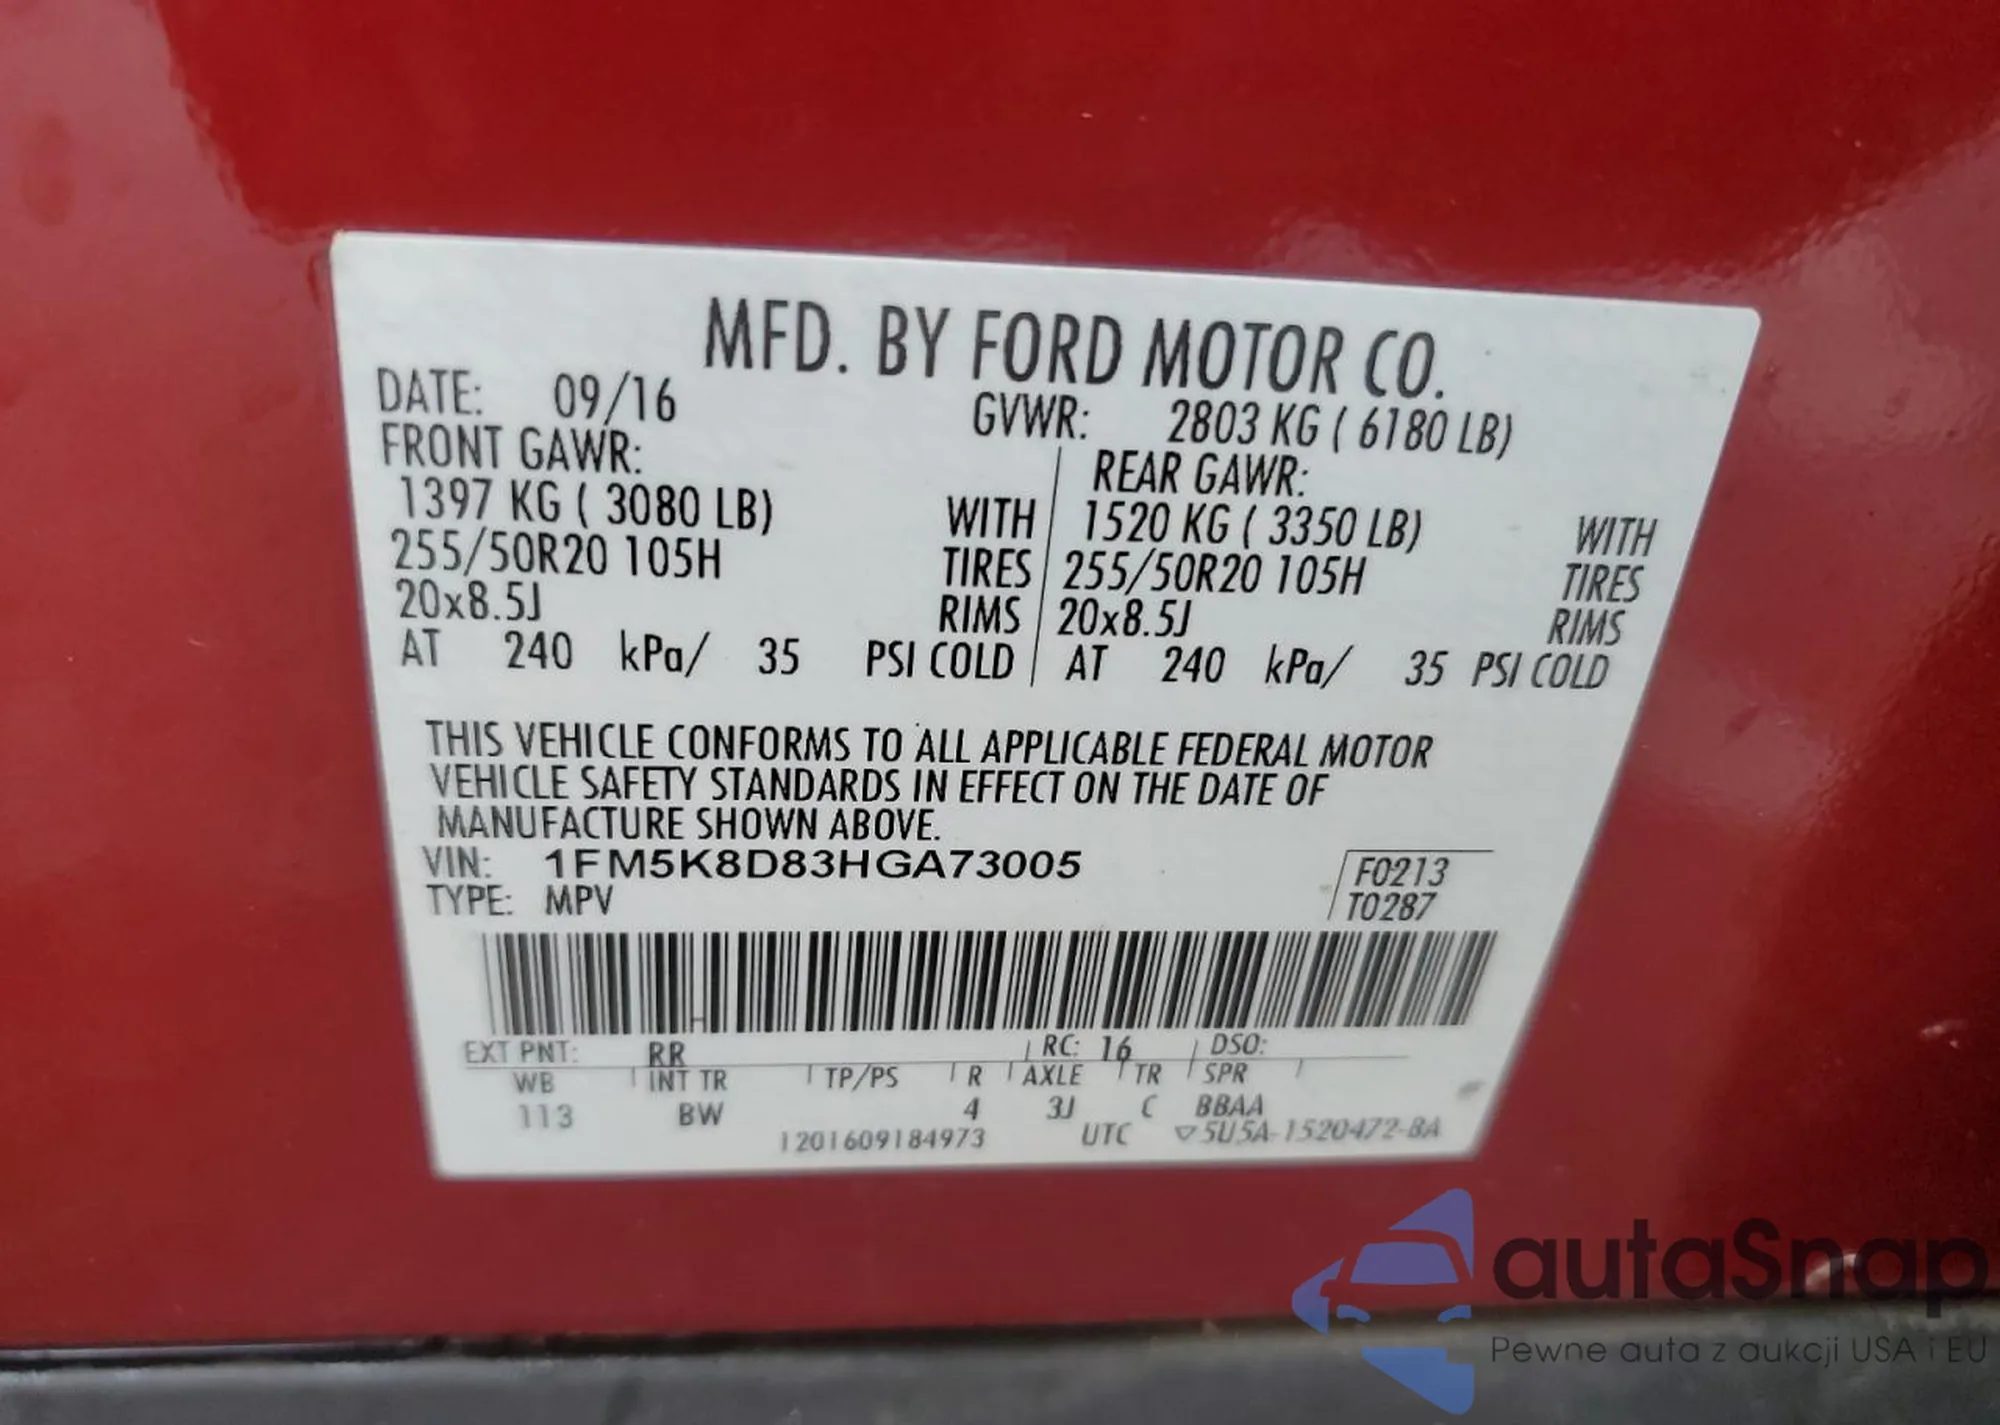 MFD. BY FORD MOTOR CO.
DATE: 09/16 GVWR: 2803 KG ( 6180 LB)
FRONT GAWR: REAR GAWR:
1397 KG ( 3080 LB) WITH 1520 KG ( 3350 LB) WITH
255/50R20 105H TIRES 255/50R20 105H TIRES
20x8.5J RIMS 20x8.5J RIMS
AT 240 kPa/ 35 PSI COLD AT 240 kPa/ 35 PSI COLD
THIS VEHICLE CONFORMS TO ALL APPLICABLE FEDERAL MOTOR
VEHICLE SAFETY STANDARDS IN EFFECT ON THE DATE OF
MANUFACTURE SHOWN ABOVE.
VIN: 1FM5K8D83HGA73005 F0213
TYPE: MPV T0287
EXT PNT: RR RC: 16 DSO:
WB INT TR TP/PS R AXLE TR SPR
113 BW 4 3J C BBAA
1201609184973 UTC ▽5U5A-1520472-BA
autaSnap
Pewne auta z aukcji USA i EU